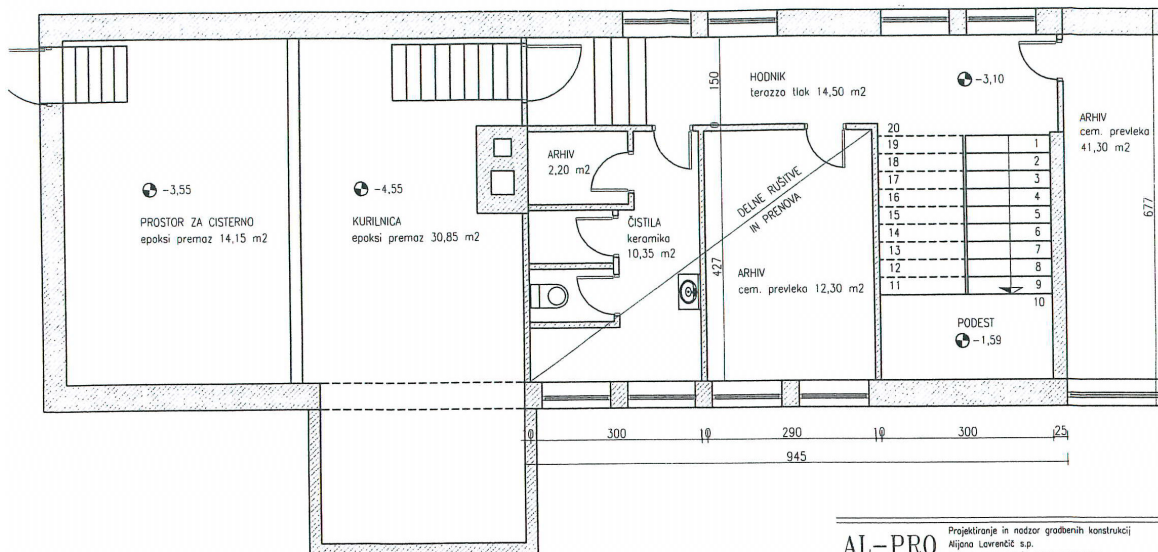 HODNIK
terazzo tlak 14,50 m2
-3,10
150
10
ARHIV
cem. prevleka
41,30 m2
677
ARHIV
2,20 m2
-3,55
PROSTOR ZA CISTERNO
epoksi premaz 14,15 m2
-4,55
KURILNICA
epoksi premaz 30,85 m2
ČISTILA
keramika
10,35 m2
DELNE RUŠITVE
IN PRENOVA
427
ARHIV
cem. prevleka 12,30 m2
20
19
18
17
16
15
14
13
12
11
1
2
3
4
5
6
7
8
9
10
PODEST
-1,59
10 300 10 290 10 300 25
945
AL-PRO
Projektiranje in nadzor gradbenih konstrukcij
Alijana Lavrenčič s.p.